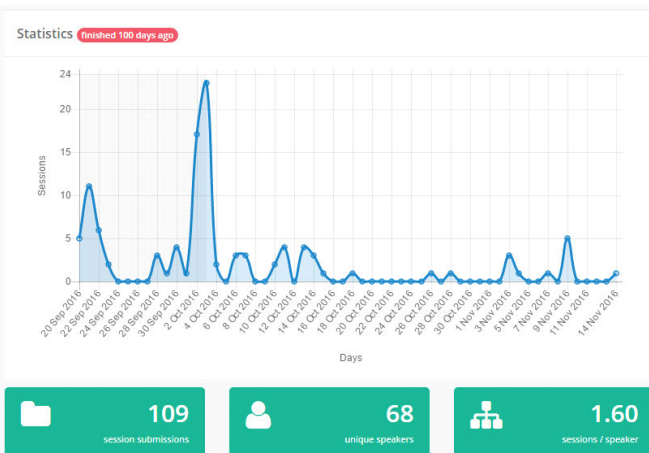 Statistics finished 100 days ago
24
20
15
10
5
0
Sessions
20 Sep 2016
22 Sep 2016
24 Sep 2016
26 Sep 2016
28 Sep 2016
30 Sep 2016
2 Oct 2016
4 Oct 2016
6 Oct 2016
8 Oct 2016
10 Oct 2016
12 Oct 2016
14 Oct 2016
16 Oct 2016
18 Oct 2016
20 Oct 2016
22 Oct 2016
24 Oct 2016
26 Oct 2016
28 Oct 2016
30 Oct 2016
1 Nov 2016
3 Nov 2016
5 Nov 2016
7 Nov 2016
9 Nov 2016
11 Nov 2016
14 Nov 2016
Days
109
session submissions
68
unique speakers
1.60
sessions / speaker